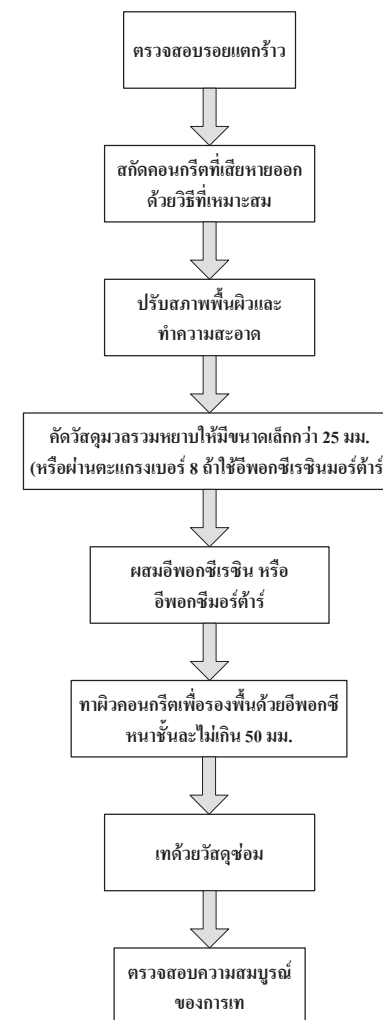 ตรวจสอบรอยแตกร้าว
สกัดคอนกรีตที่เสียหายออก
ด้วยวิธีที่เหมาะสม
ปรับสภาพพื้นผิวและ
ทำความสะอาด
คัดวัสดุมวลรวมหยาบให้มีขนาดเล็กกว่า 25 มม.
(หรือผ่านตะแกรงเบอร์ 8 ถ้าใช้อีพอกซีเรซินมอร์ต้าร์
ผสมอีพอกซีเรซิน หรือ
อีพอกซีมอร์ต้าร์
ทาผิวคอนกรีตเพื่อรองพื้นด้วยอีพอกซี
หนาชั้นละไม่เกิน 50 มม.
เทด้วยวัสดุซ่อม
ตรวจสอบความสมบูรณ์
ของการเท